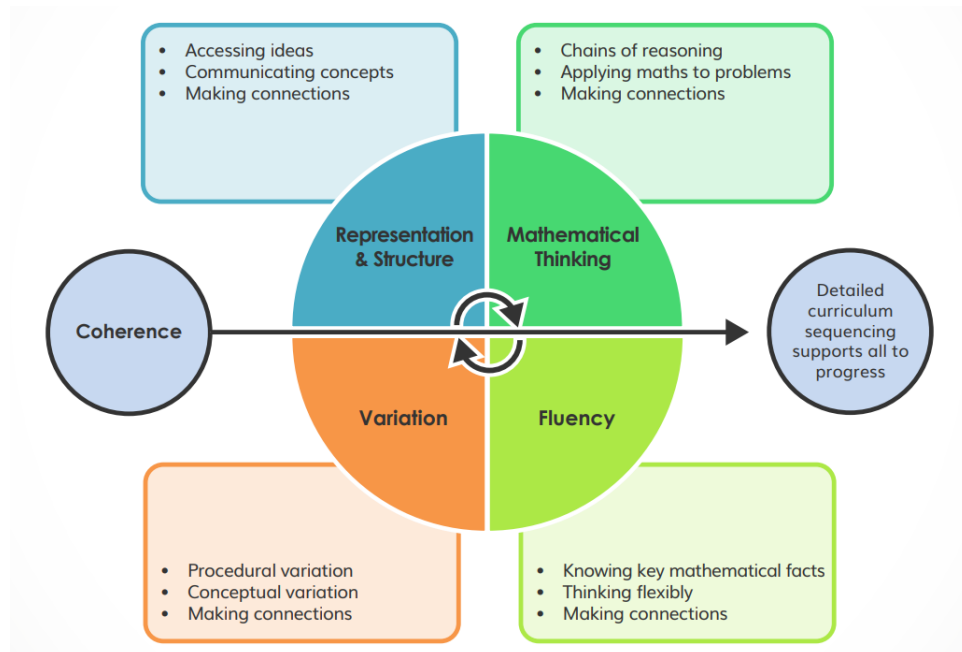 • Accessing ideas
• Communicating concepts
• Making connections
• Chains of reasoning
• Applying maths to problems
• Making connections
Representation
& Structure
Mathematical
Thinking
Coherence
Detailed
curriculum
sequencing
supports all to
progress
Variation
Fluency
• Procedural variation
• Conceptual variation
• Making connections
• Knowing key mathematical facts
• Thinking flexibly
• Making connections